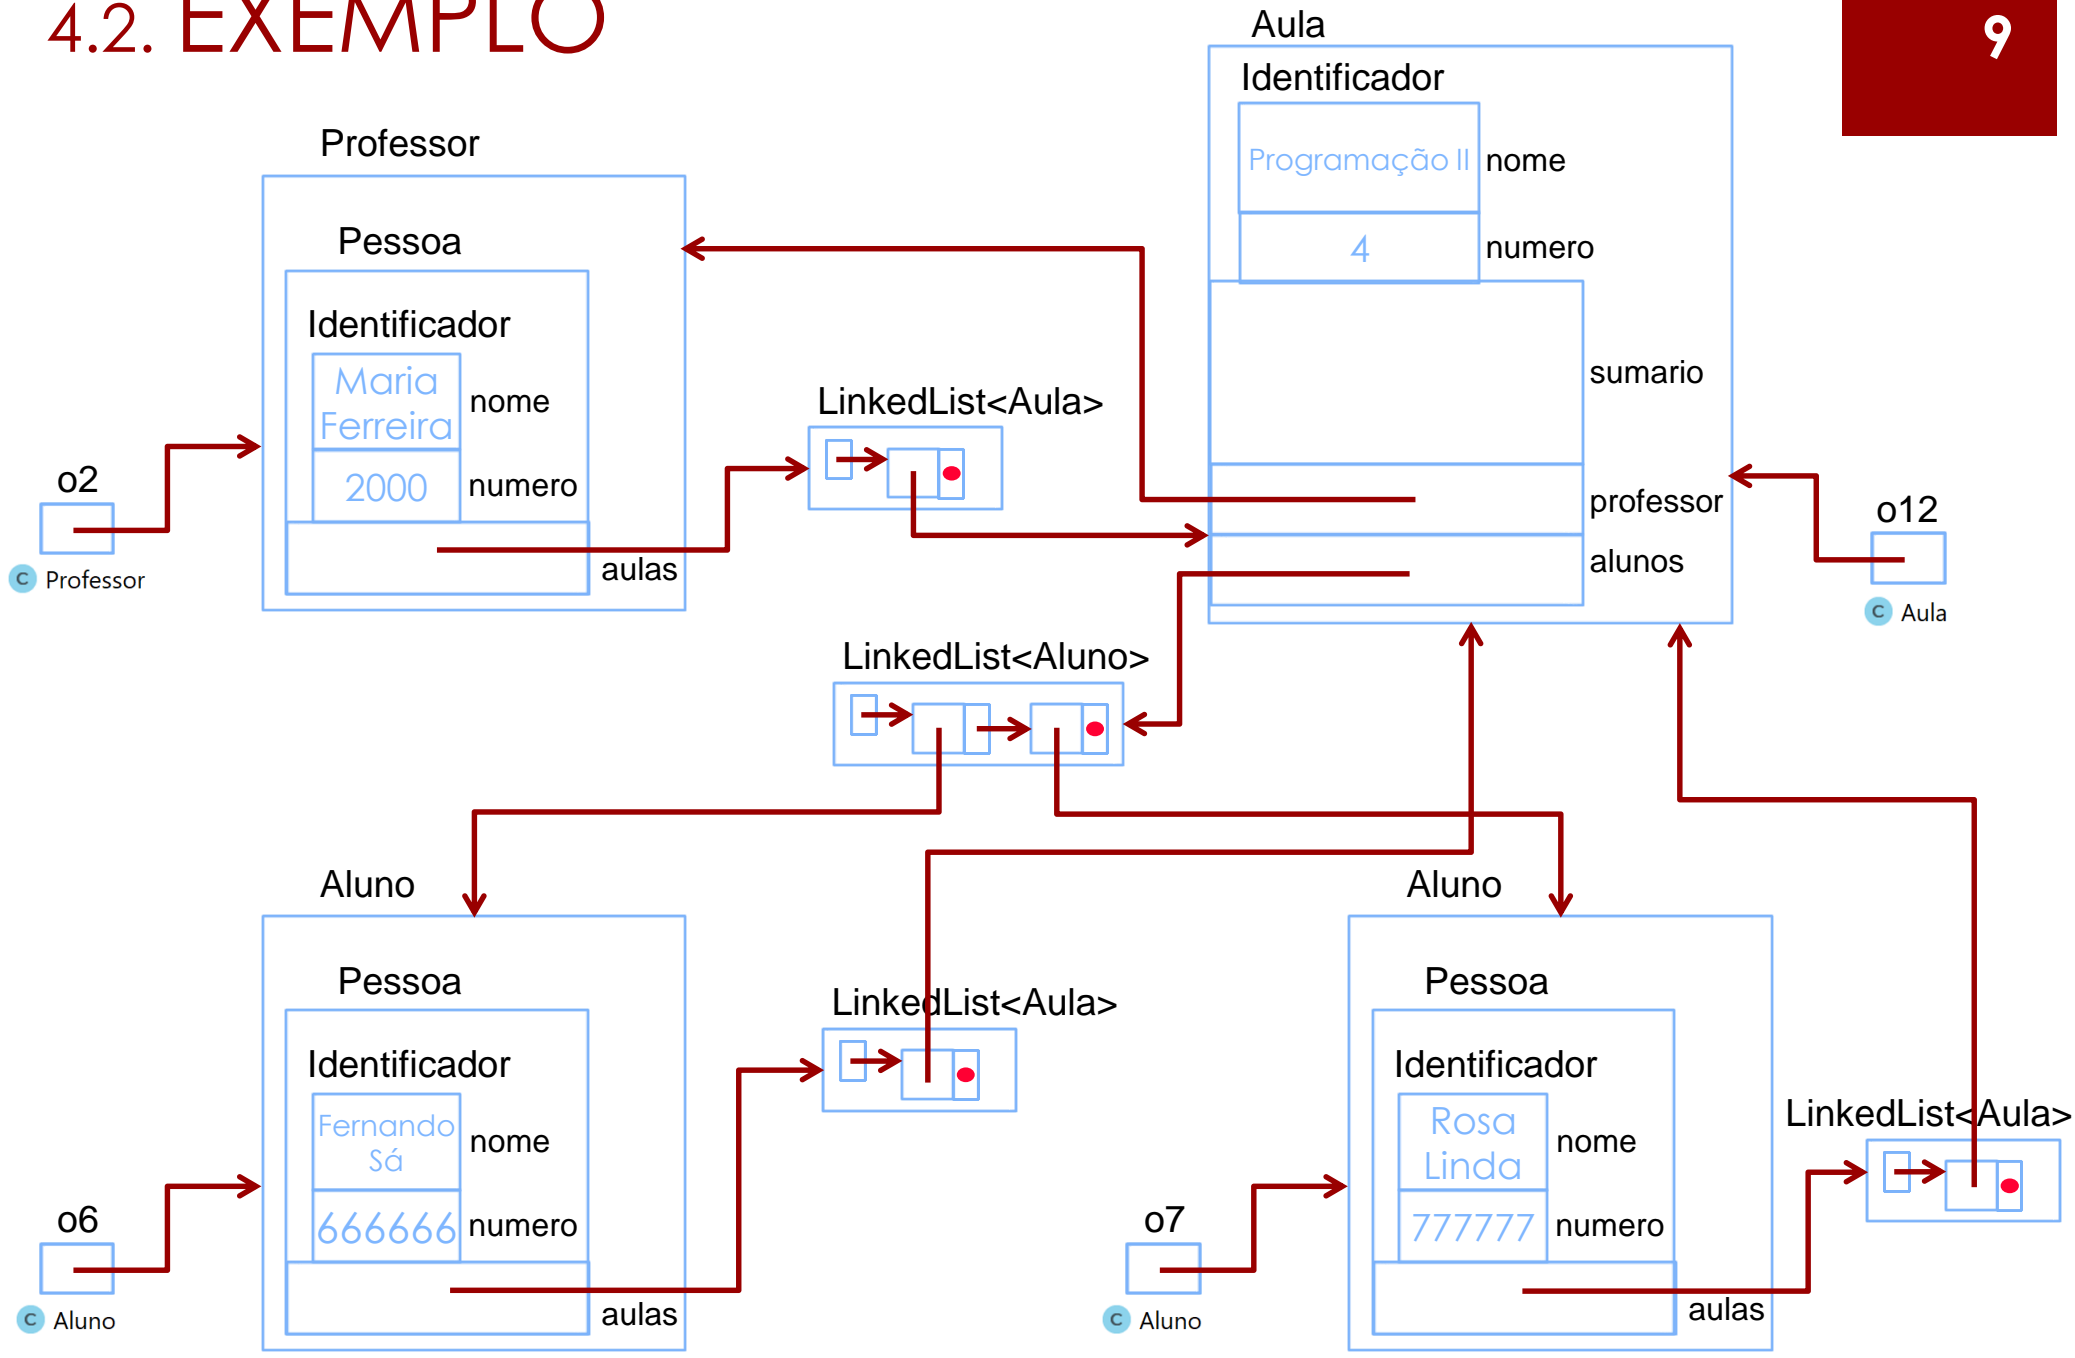 4.2. EXEMPLO
9
Aula
Identificador
Programação II
nome
4
numero
sumario
professor
alunos
Professor
Pessoa
Identificador
Maria
Ferreira
nome
2000
numero
aulas
o2
C Professor
LinkedList<Aula>
o12
C Aula
LinkedList<Aluno>
Aluno
Pessoa
Identificador
Fernando
Sá
nome
666666
numero
aulas
o6
C Aluno
LinkedList<Aula>
Aluno
Pessoa
Identificador
Rosa
Linda
nome
777777
numero
aulas
o7
C Aluno
LinkedList<Aula>